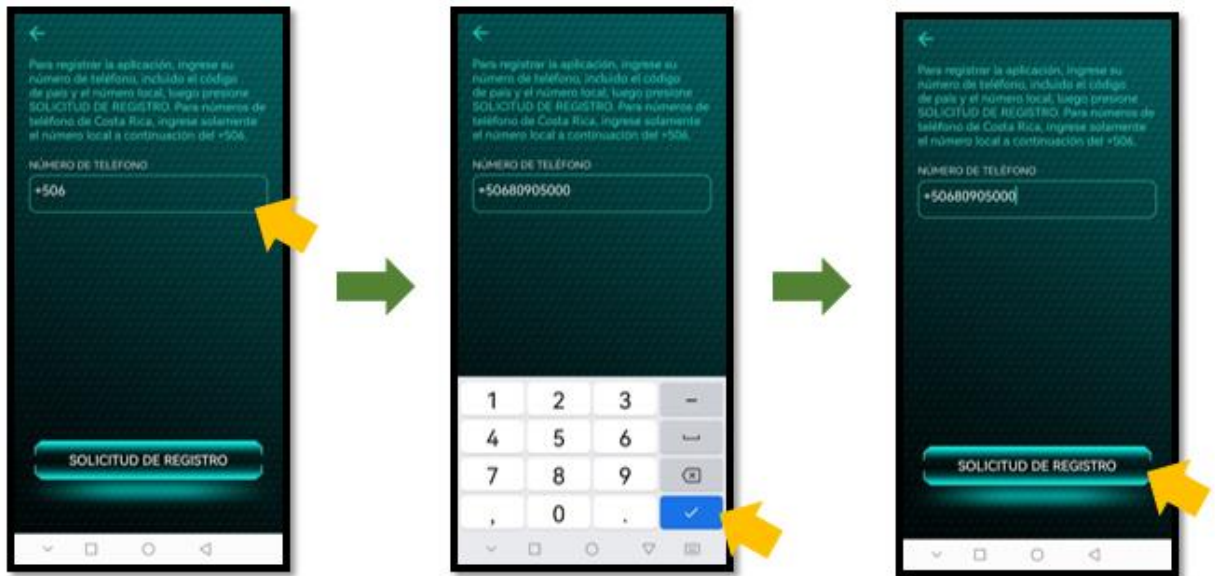 Para registrar la aplicación, ingrese su
número de teléfono, incluido el código
de país y el número local, luego presione
SOLICITUD DE REGISTRO. Para números de
teléfono de Costa Rica, ingrese solamente
el número local a continuación del +506.
NÚMERO DE TELÉFONO
+506
SOLICITUD DE REGISTRO
Para registrar la aplicación, ingrese su
número de teléfono, incluido el código
de país y el número local, luego presione
SOLICITUD DE REGISTRO. Para números de
teléfono de Costa Rica, ingrese solamente
el número local a continuación del +506.
NÚMERO DE TELÉFONO
+50680905000
1 2 3 -
4 5 6
7 8 9
, 0 .
Para registrar la aplicación, ingrese su
número de teléfono, incluido el código
de país y el número local, luego presione
SOLICITUD DE REGISTRO. Para números de
teléfono de Costa Rica, ingrese solamente
el número local a continuación del +506.
NÚMERO DE TELÉFONO
+50680905000
SOLICITUD DE REGISTRO